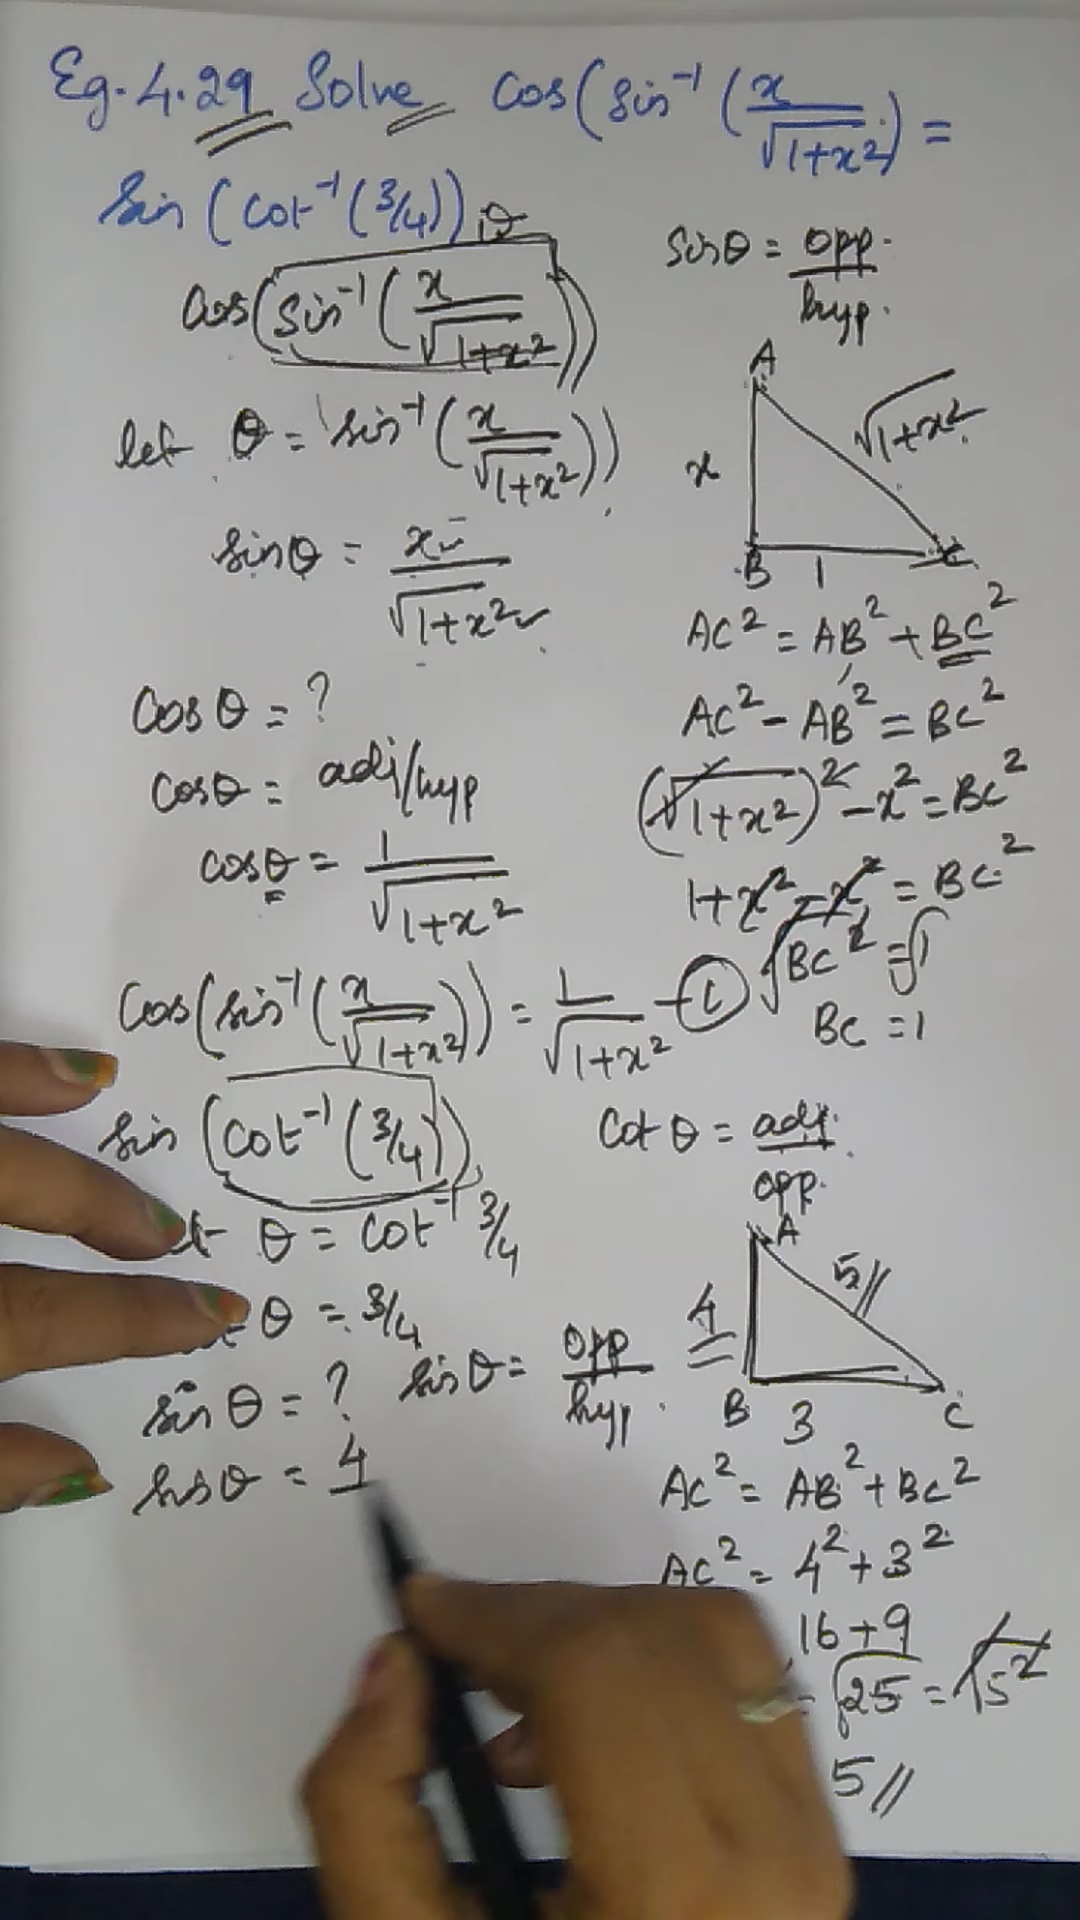 Eg. 4.29 Solve cos(sin⁻¹(x/√1+x²) =
sin (cot⁻¹(3/4))
θ
cos(sin⁻¹(x/√1+x²))
let θ = sin⁻¹(x/√1+x²))
sinθ = x/√1+x²
cosθ = ?
cosθ = adj/hyp
cosθ = 1/√1+x²
cos(sin⁻¹(x/√1+x²)) = 1/√1+x² - ①
sinθ = opp./hyp.
A
x
√1+x²
B 1 C
AC² = AB² + BC²
AC² - AB² = BC²
(√1+x²)² - x² = BC²
1+x² - x² = BC²
√BC² = √1
BC = 1
sin (cot⁻¹(3/4))
θ = cot⁻¹ 3/4
θ = 3/4
sinθ = ?
sinθ = opp/hyp.
sinθ = 4
cotθ = adj./opp.
A
4
5//
B 3 C
AC² = AB² + BC²
AC² = 4² + 3²
16+9
= √25 = √5²
5//